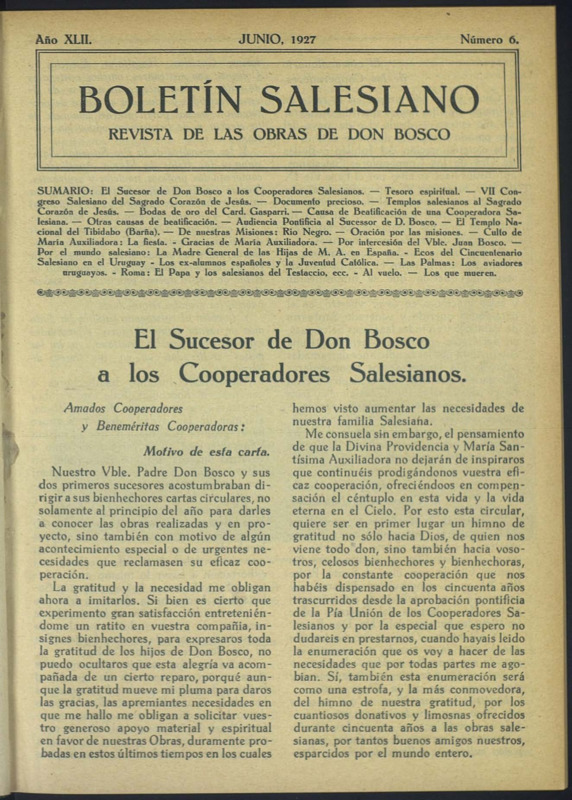 Año XLII. JUNIO, 1927 Número 6.
BOLETÍN SALESIANO
REVISTA DE LAS OBRAS DE DON BOSCO
SUMARIO: El Sucesor de Don Bosco a los Cooperadores Salesianos. — Tesoro espiritual. — VII Con-
greso Salesiano del Sagrado Corazón de Jesús. — Documento precioso. — Templos salesianos al Sagrado
Corazón de Jesús. — Bodas de oro del Card. Gasparri. — Causa de Beatificación de una Cooperadora Sa-
lesiana. — Otras causas de beatificación. — Audiencia Pontificia al Sucessor de D. Bosco. — El Templo Na-
cional del Tibidabo (Barña). — De nuestras Misiones: Río Negro. — Oración por las misiones. — Culto de
María Auxiliadora: La fiesta. - Gracias de María Auxiliadora. — Por intercesión del Vble. Juan Bosco. —
Por el mundo salesiano: La Madre General de las Hijas de M. A. en España. - Ecos del Cincuentenario
Salesiano en el Uruguay - Los ex-alumnos españoles y la Juventud Católica. — Las Palmas: Los aviadores
uruguayos. - Roma: El Papa y los salesianos del Testaccio, ecc. - Al vuelo. — Los que mueren.
El Sucesor de Don Bosco
a los Cooperadores Salesianos.
Amados Cooperadores
y Beneméritas Cooperadoras:
Motivo de esta carta.
Nuestro Vble. Padre Don Bosco y sus
dos primeros sucesores acostumbraban di-
rigir a sus bienhechores cartas circulares, no
solamente al principio del año para darles
a conocer las obras realizadas y en pro-
yecto, sino también con motivo de algún
acontecimiento especial o de urgentes ne-
cesidades que reclamasen su eficaz coo-
peración.
La gratitud y la necesidad me obligan
ahora a imitarlos. Si bien es cierto que
experimento gran satisfacción entretenién-
dome un ratito en vuestra compañía, in-
signes bienhechores, para expresaros toda
la gratitud de los hijos de Don Bosco, no
puedo ocultaros que esta alegría va acom-
pañada de un cierto reparo, porqué aun-
que la gratitud mueve mi pluma para daros
las gracias, las apremiantes necesidades en
que me hallo me obligan a solicitar vues-
tro generoso apoyo material y espiritual
en favor de nuestras Obras, duramente pro-
badas en estos últimos tiempos en los cuales
hemos visto aumentar las necesidades de
nuestra familia Salesiana.
Me consuela sin embargo, el pensamiento
de que la Divina Providencia y María San-
tísima Auxiliadora no dejarán de inspiraros
que continuéis prodigándonos vuestra efi-
caz cooperación, ofreciéndoos en compen-
sación el céntuplo en esta vida y la vida
eterna en el Cielo. Por esto esta circular,
quiere ser en primer lugar un himno de
gratitud no sólo hacia Dios, de quien nos
viene todo don, sino también hacia voso-
tros, celosos bienhechores y bienhechoras,
por la constante cooperación que nos
habéis dispensado en los cincuenta años
trascurridos desde la aprobación pontificia
de la Pía Unión de los Cooperadores Sa-
lesianos y por la especial que espero no
dudareis en prestarnos, cuando hayais leido
la enumeración que os voy a hacer de las
necesidades que por todas partes me ago-
bian. Sí, también esta enumeración será
como una estrofa, y la más conmovedora,
del himno de nuestra gratitud, por los
cuantiosos donativos y limosnas ofrecidos
durante cincuenta años a las obras sale-
sianas, por tantos buenos amigos nuestros,
esparcidos por el mundo entero.